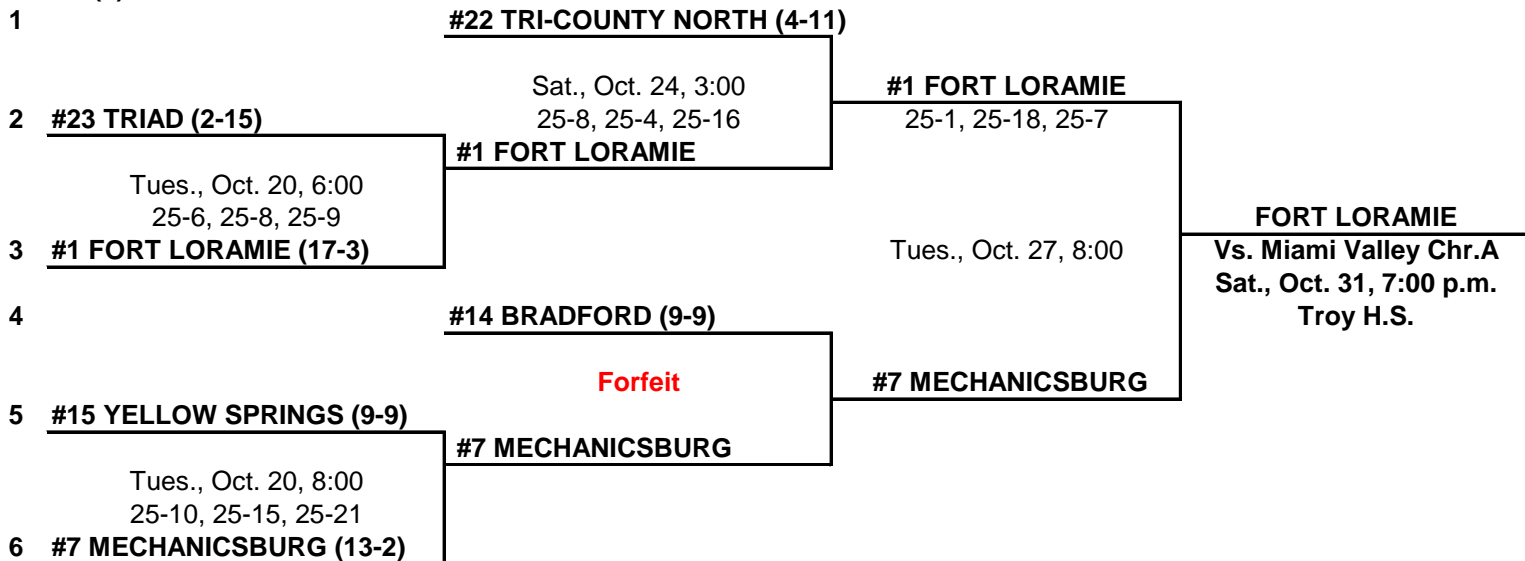 1 #22 TRI-COUNTY NORTH (4-11)
Sat., Oct. 24, 3:00 #1 FORT LORAMIE
2 #23 TRIAD (2-15) 25-8, 25-4, 25-16 25-1, 25-18, 25-7
#1 FORT LORAMIE
Tues., Oct. 20, 6:00
25-6, 25-8, 25-9 FORT LORAMIE
3 #1 FORT LORAMIE (17-3) Tues., Oct. 27, 8:00 Vs. Miami Valley Chr.A
Sat., Oct. 31, 7:00 p.m.
4 #14 BRADFORD (9-9) Troy H.S.
Forfeit #7 MECHANICSBURG
5 #15 YELLOW SPRINGS (9-9)
#7 MECHANICSBURG
Tues., Oct. 20, 8:00
25-10, 25-15, 25-21
6 #7 MECHANICSBURG (13-2)